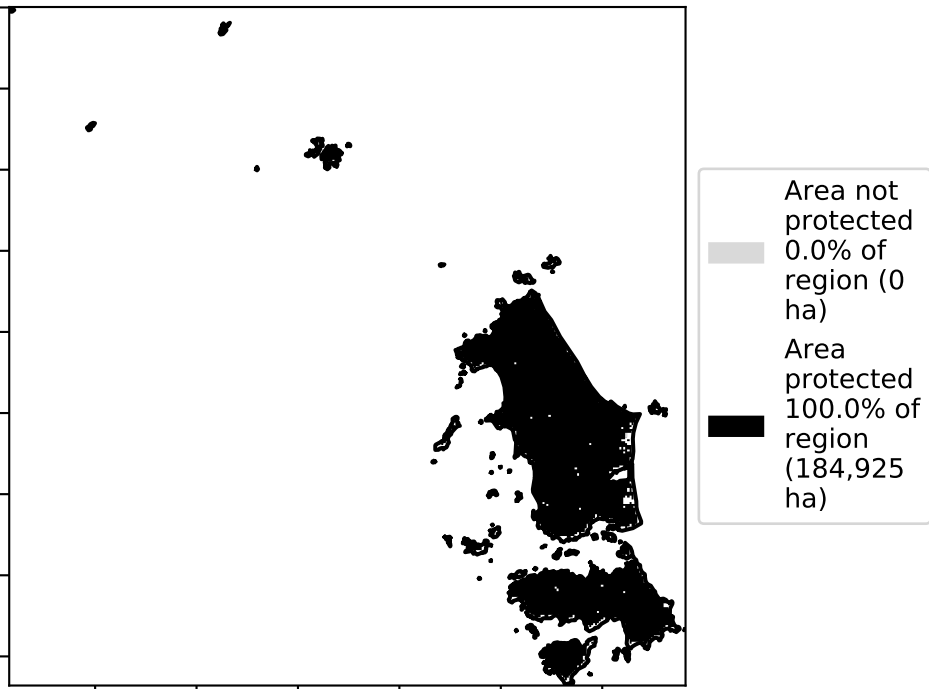 Area not
protected
0.0% of
region (0
ha)
Area
protected
100.0% of
region
(184,925
ha)